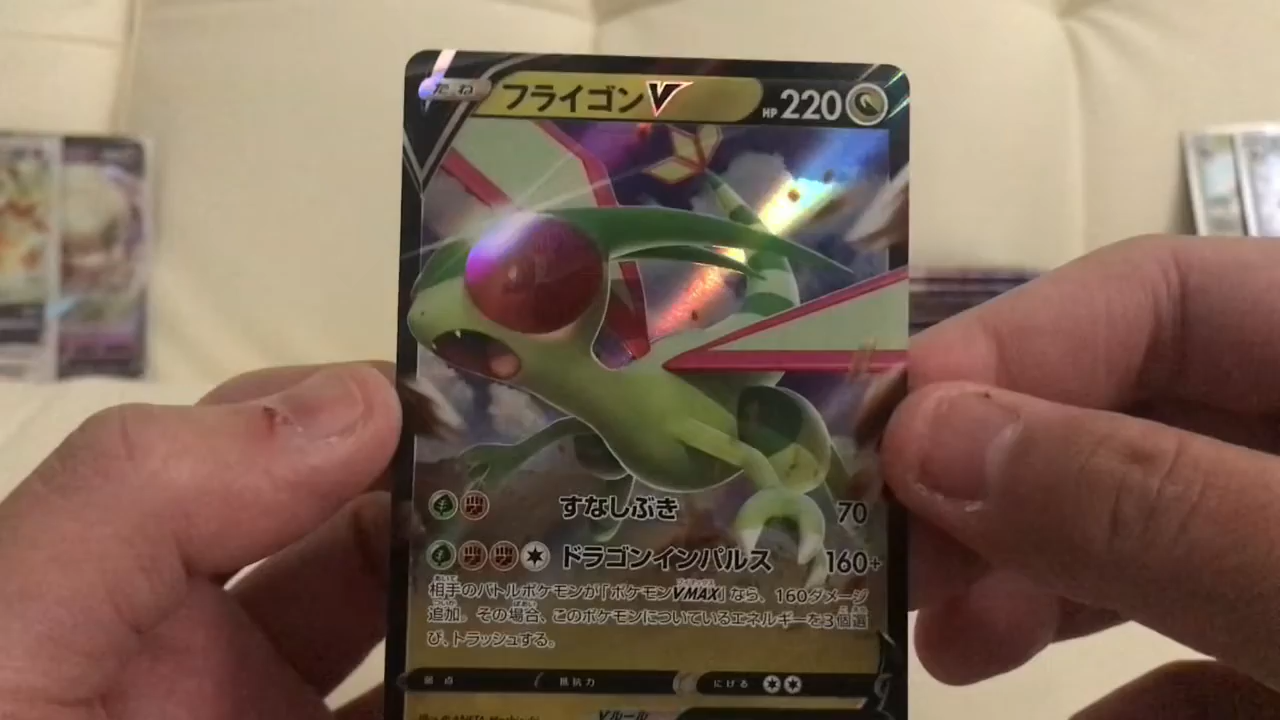 たね フライゴンV HP 220
すなしぶき 70
ドラゴンインパルス 160+
相手のバトルポケモンが「ポケモンVMAX」なら、160ダメージ
追加。その場合、このポケモンについているエネルギーを3個選
び、トラッシュする。
弱点 抵抗力 にげる
Vルール